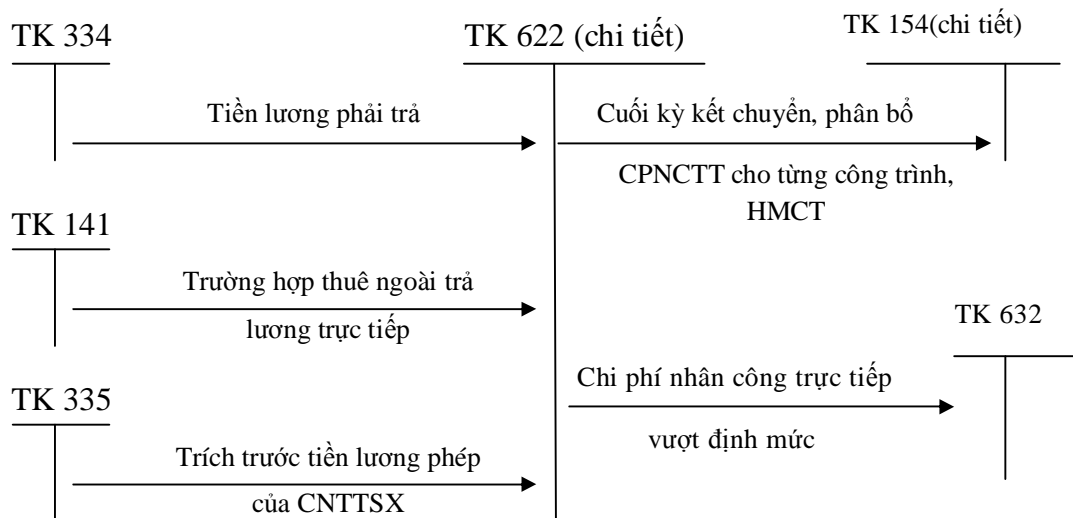 TK 334
TK 622 (chi tiết)
TK 154(chi tiết)
Tiền lương phải trả
Cuối kỳ kết chuyển, phân bổ
CPNCTT cho từng công trình,
HMCT
TK 141
Trường hợp thuê ngoài trả
lương trực tiếp
TK 632
Chi phí nhân công trực tiếp
vượt định mức
TK 335
Trích trước tiền lương phép
của CNTTSX